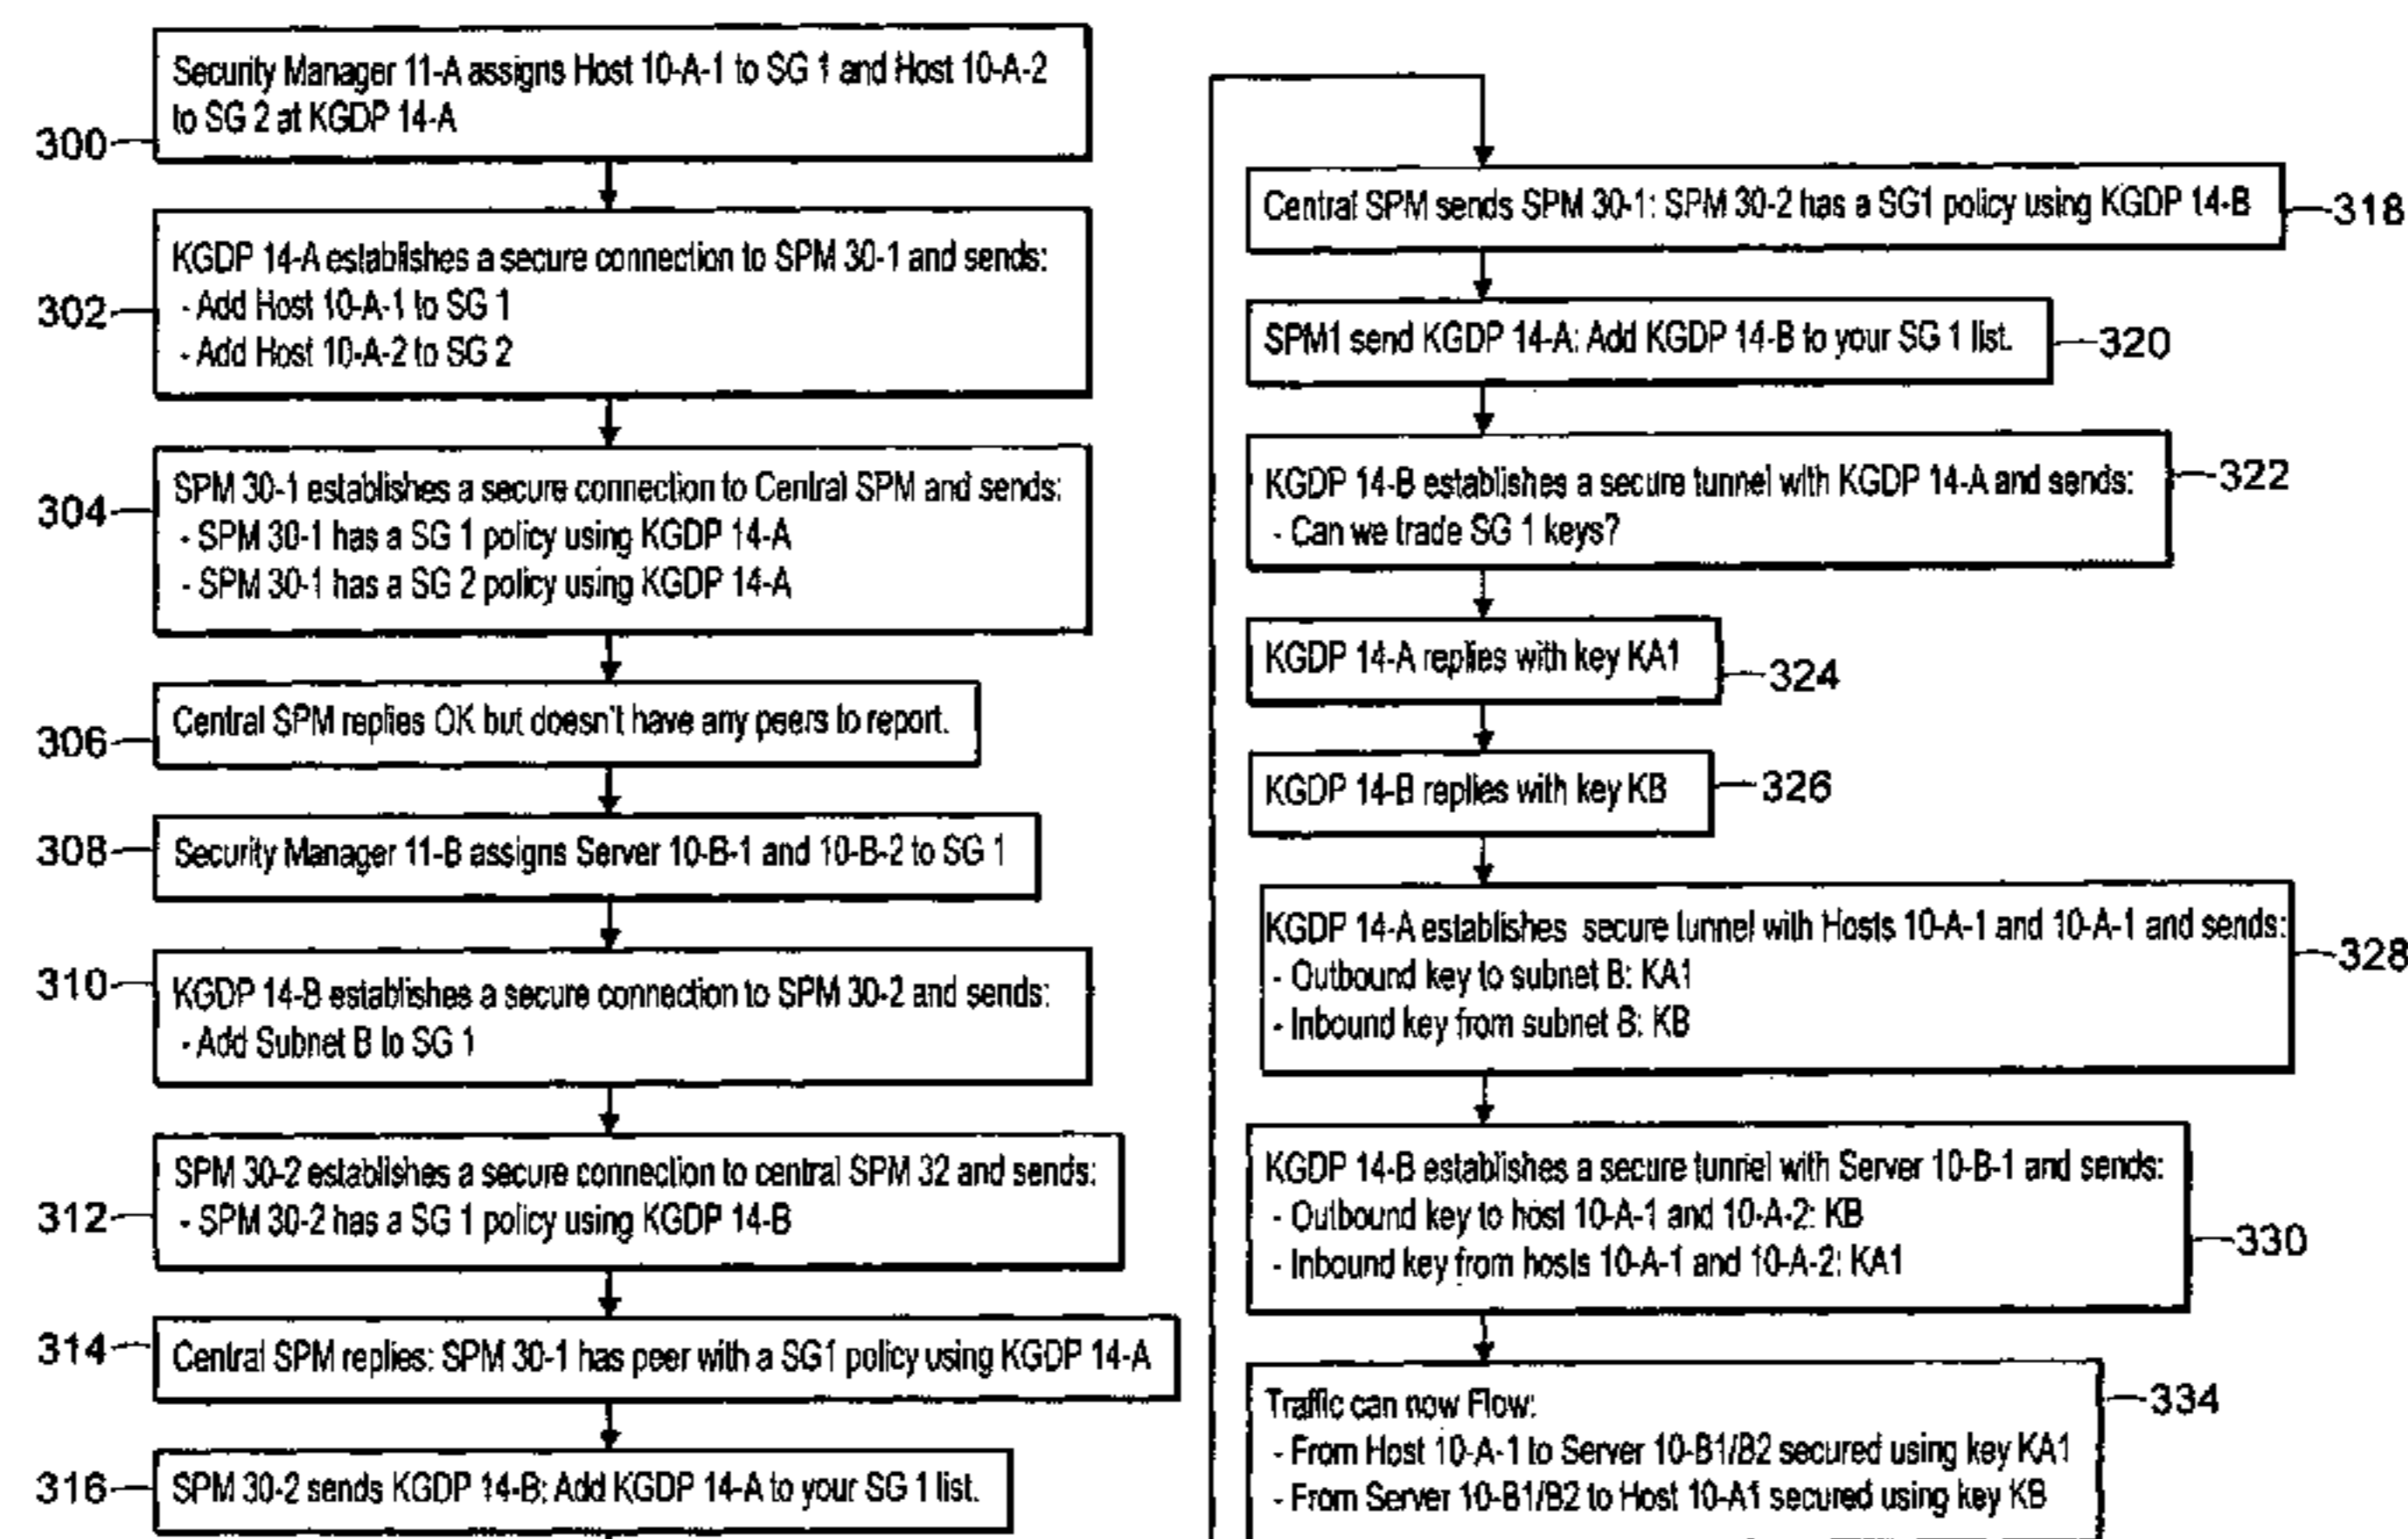 Security Manager 11-A assigns Host 10-A-1 to SG 1 and Host 10-A-2
to SG 2 at KGDP 14-A
300
KGDP 14-A establishes a secure connection to SPM 30-1 and sends:
- Add Host 10-A-1 to SG 1
- Add Host 10-A-2 to SG 2
302
SPM 30-1 establishes a secure connection to Central SPM and sends:
- SPM 30-1 has a SG 1 policy using KGDP 14-A
- SPM 30-1 has a SG 2 policy using KGDP 14-A
304
Central SPM replies OK but doesn't have any peers to report.
306
Security Manager 11-B assigns Server 10-B-1 and 10-B-2 to SG 1
308
KGDP 14-B establishes a secure connection to SPM 30-2 and sends:
- Add Subnet B to SG 1
310
SPM 30-2 establishes a secure connection to central SPM 32 and sends:
- SPM 30-2 has a SG 1 policy using KGDP 14-B
312
Central SPM replies: SPM 30-1 has peer with a SG1 policy using KGDP 14-A
314
SPM 30-2 sends KGDP 14-B: Add KGDP 14-A to your SG 1 list.
316
Central SPM sends SPM 30-1: SPM 30-2 has a SG1 policy using KGDP 14-B
318
SPM1 send KGDP 14-A: Add KGDP 14-B to your SG 1 list.
320
KGDP 14-B establishes a secure tunnel with KGDP 14-A and sends:
- Can we trade SG 1 keys?
322
KGDP 14-A replies with key KA1
324
KGDP 14-B replies with key KB
326
KGDP 14-A establishes secure tunnel with Hosts 10-A-1 and 10-A-1 and sends:
- Outbound key to subnet B: KA1
- Inbound key from subnet B: KB
328
KGDP 14-B establishes a secure tunnel with Server 10-B-1 and sends:
- Outbound key to host 10-A-1 and 10-A-2: KB
- Inbound key from hosts 10-A-1 and 10-A-2: KA1
330
Traffic can now Flow:
- From Host 10-A-1 to Server 10-B1/B2 secured using key KA1
- From Server 10-B1/B2 to Host 10-A1 secured using key KB
334